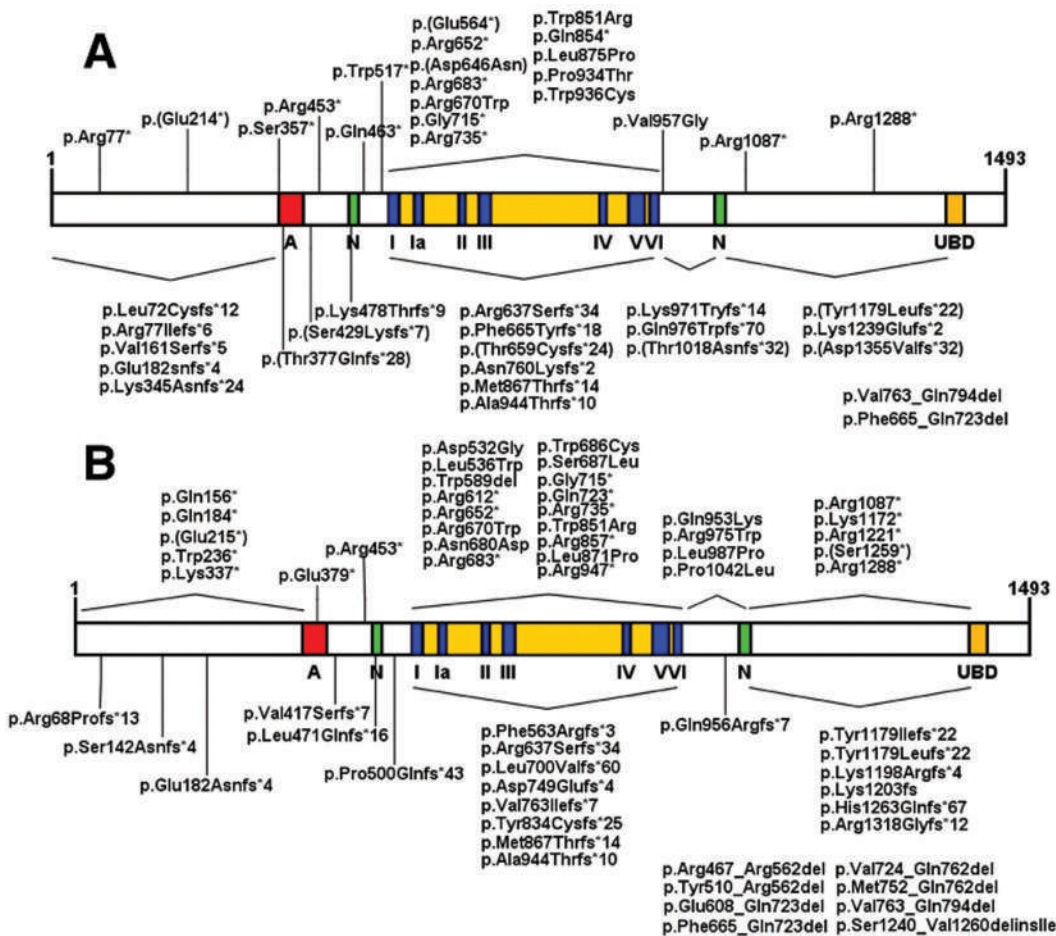 A
p.(Glu564*)
p.Arg652*
p.(Asp646Asn)
p.Arg683*
p.Arg670Trp
p.Gly715*
p.Arg735*
p.Trp851Arg
p.Gln854*
p.Leu875Pro
p.Pro934Thr
p.Trp936Cys
p.Arg77*
p.(Glu214*)
p.Ser357*
p.Arg453*
p.Gln463*
p.Trp517*
p.Val957Gly
p.Arg1087*
p.Arg1288*
1
1493
A N I Ia II III IV V VI N UBD
p.Leu72Cysfs*12
p.Arg77Ilefs*6
p.Val161Serfs*5
p.Glu182snfs*4
p.Lys345Asnfs*24
p.Lys478Thrfs*9
p.(Ser429Lysfs*7)
p.(Thr377Glnfs*28)
p.Arg637Serfs*34
p.Phe665Tyrfs*18
p.(Thr659Cysfs*24)
p.Asn760Lysfs*2
p.Met867Thrfs*14
p.Ala944Thrfs*10
p.Lys971Tryfs*14
p.Gln976Trpfs*70
p.(Thr1018Asnfs*32)
p.(Tyr1179Leufs*22)
p.Lys1239Glufs*2
p.(Asp1355Valfs*32)
p.Val763_Gln794del
p.Phe665_Gln723del
B
p.Gln156*
p.Gln184*
p.(Glu215*)
p.Trp236*
p.Lys337*
p.Glu379*
p.Arg453*
p.Asp532Gly
p.Leu536Trp
p.Trp589del
p.Arg612*
p.Arg652*
p.Arg670Trp
p.Asn680Asp
p.Arg683*
p.Trp686Cys
p.Ser687Leu
p.Gly715*
p.Gln723*
p.Arg735*
p.Trp851Arg
p.Arg857*
p.Leu871Pro
p.Arg947*
p.Gln953Lys
p.Arg975Trp
p.Leu987Pro
p.Pro1042Leu
p.Arg1087*
p.Lys1172*
p.Arg1221*
p.(Ser1259*)
p.Arg1288*
1
1493
A N I Ia II III IV V VI N UBD
p.Arg68Profs*13
p.Ser142Asnfs*4
p.Glu182Asnfs*4
p.Val417Serfs*7
p.Leu471Glnfs*16
p.Pro500Glnfs*43
p.Phe563Argfs*3
p.Arg637Serfs*34
p.Leu700Valfs*60
p.Asp749Glufs*4
p.Val763Ilefs*7
p.Tyr834Cysfs*25
p.Met867Thrfs*14
p.Ala944Thrfs*10
p.Gln956Argfs*7
p.Tyr1179Ilefs*22
p.Tyr1179Leufs*22
p.Lys1198Argfs*4
p.Lys1203fs
p.His1263Glnfs*67
p.Arg1318Glyfs*12
p.Arg467_Arg562del
p.Tyr510_Arg562del
p.Glu608_Gln723del
p.Phe665_Gln723del
p.Val724_Gln762del
p.Met752_Gln762del
p.Val763_Gln794del
p.Ser1240_Val1260delinsIle